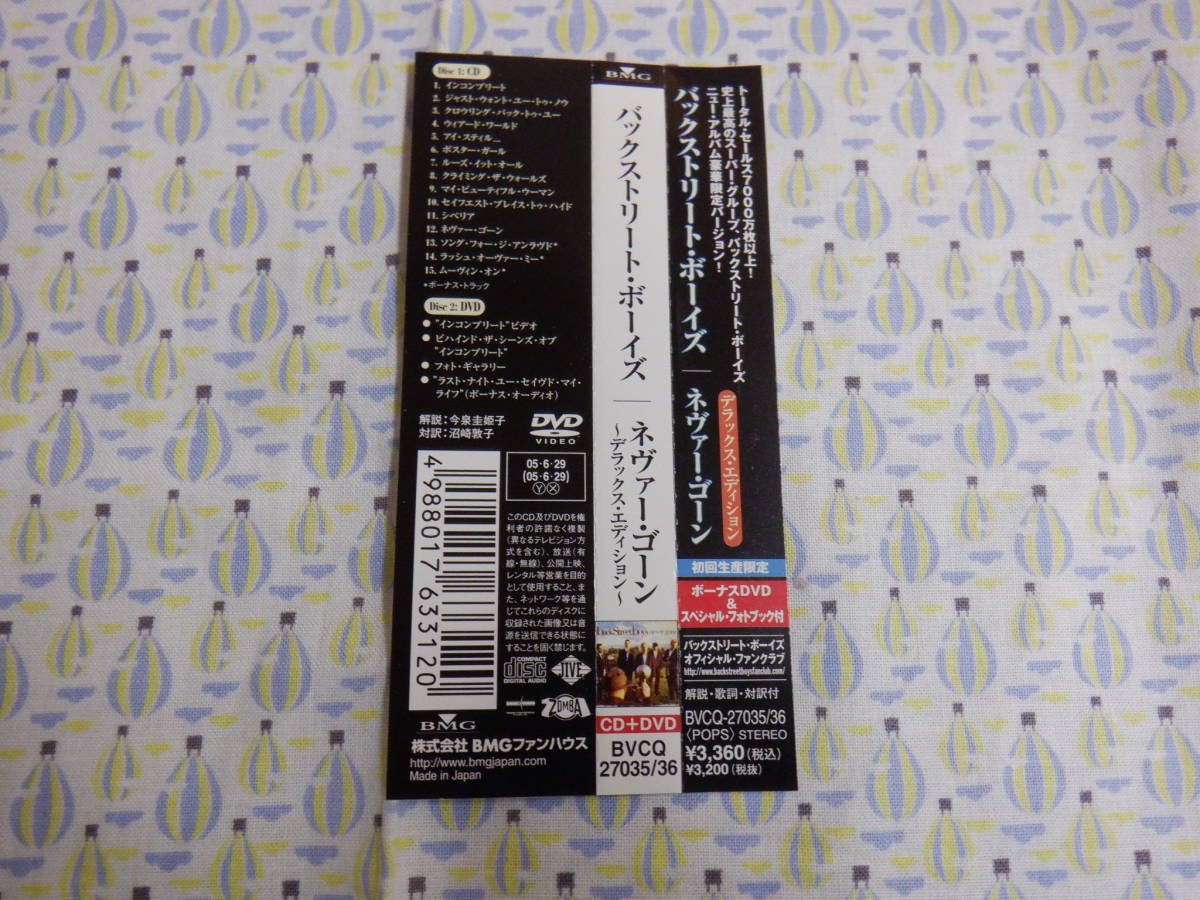 Disc 1: CD
1. インコンプリート
2. ジャスト・ウォント・ユー・トゥ・ノウ
3. クロウリング・バック・トゥ・ユー
4. ウィアード・ワールド
5. アイ・スティル...
6. ポスター・ガール
7. ルーズ・イット・オール
8. クライミング・ザ・ウォールズ
9. マイ・ビューティフル・ウーマン
10. セイフエスト・プレイス・トゥ・ハイド
11. シベリア
12. ネヴァー・ゴーン
13. ソング・フォー・ジ・アンラヴド*
14. ラッシュ・オーヴァー・ミー*
15. ムーヴィン・オン*
*ボーナス・トラック
Disc 2: DVD
● "インコンプリート"ビデオ
● ビハインド・ザ・シーンズ・オブ
"インコンプリート"
● フォト・ギャラリー
● "ラスト・ナイト・ユー・セイヴド・マイ・
ライフ"(ボーナス・オーディオ)
解説:今泉圭姫子
対訳:沼崎敦子
DVD
VIDEO
4 988017 633120
05・6・29
(05・6・29)
Ⓨ Ⓧ
このCD及びDVDを権
利者の許諾なく複製
(異なるテレビジョン方
式を含む)、放送(有
線・無線)、公開上映、
レンタル等営業を目的
として使用すること、ま
た、ネットワーク等を通
じてこれらのディスクに
収録された画像又は音
源を送信できる状態に
することを固く禁じます。
COMPACT
disc
DIGITAL AUDIO
JIVE
ZOMBA
BMG
株式会社 BMGファンハウス
http://www.bmgjapan.com
Made in Japan
BMG
バックストリート・ボーイズ
ネヴァー・ゴーン
〜デラックス・エディション〜
BackStreet Boys never gone
CD+DVD
BVCQ
27035/36
トータル・セールス7000万枚以上!
史上最高のスーパー・グループ、バックストリート・ボーイズ
ニュー・アルバム豪華限定バージョン!
バックストリート・ボーイズ
ネヴァー・ゴーン
デラックス・エディション
初回生産限定
ボーナスDVD
&
スペシャル・フォトブック付
バックストリート・ボーイズ
オフィシャル・ファンクラブ
http://www.backstreetboysfanclub.com/
解説・歌詞・対訳付
BVCQ-27035/36
〈POPS〉 STEREO
¥3,360(税込)
¥3,200(税抜)